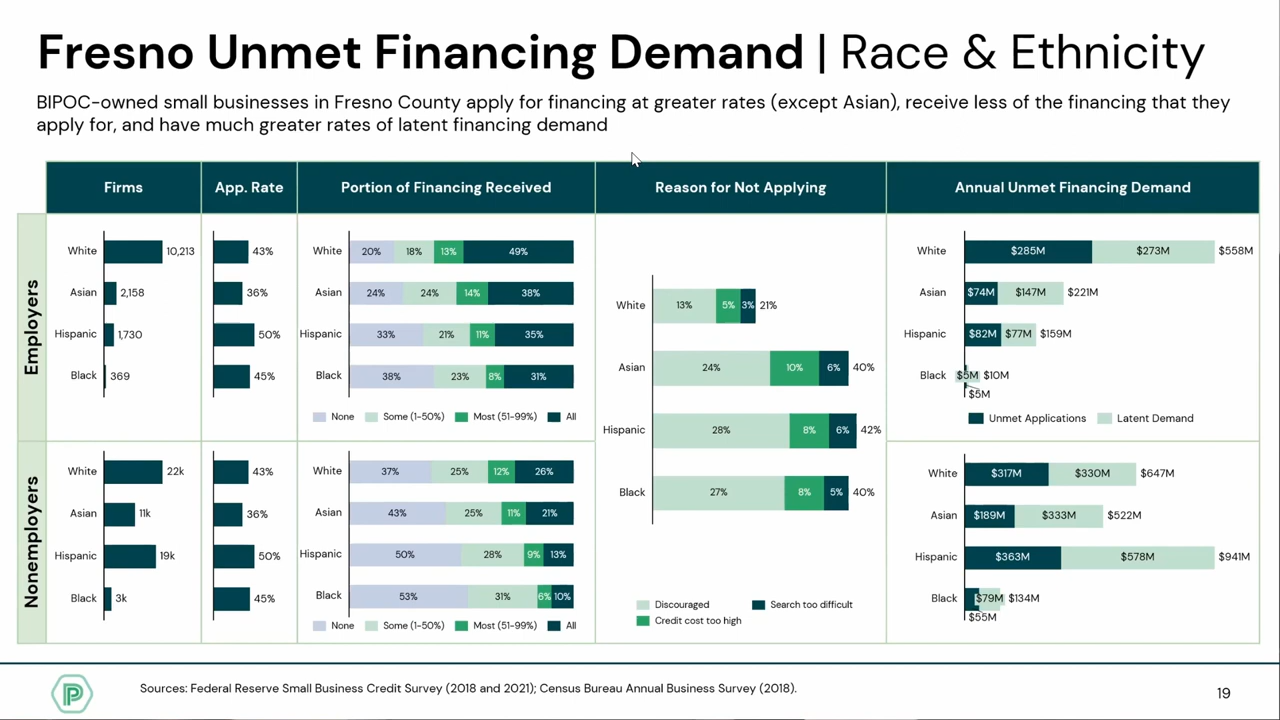 Fresno Unmet Financing Demand | Race & Ethnicity
BIPOC-owned small businesses in Fresno County apply for financing at greater rates (except Asian), receive less of the financing that they
apply for, and have much greater rates of latent financing demand
Firms
App. Rate
Portion of Financing Received
Reason for Not Applying
Annual Unmet Financing Demand
Employers
White 10,213
Asian 2,158
Hispanic 1,730
Black 369
43%
36%
50%
45%
White 20% 18% 13% 49%
Asian 24% 24% 14% 38%
Hispanic 33% 21% 11% 35%
Black 38% 23% 8% 31%
None Some (1-50%) Most (51-99%) All
White 13% 5% 3% 21%
Asian 24% 10% 6% 40%
Hispanic 28% 8% 6% 42%
Black 27% 8% 5% 40%
Discouraged Search too difficult
Credit cost too high
White $285M $273M $558M
Asian $74M $147M $221M
Hispanic $82M $77M $159M
Black $5M $10M
$5M
Unmet Applications Latent Demand
Nonemployers
White 22k
Asian 11k
Hispanic 19k
Black 3k
43%
36%
50%
45%
White 37% 25% 12% 26%
Asian 43% 25% 11% 21%
Hispanic 50% 28% 9% 13%
Black 53% 31% 6% 10%
None Some (1-50%) Most (51-99%) All
White $317M $330M $647M
Asian $189M $333M $522M
Hispanic $363M $578M $941M
Black $79M $134M
$55M
P
Sources: Federal Reserve Small Business Credit Survey (2018 and 2021); Census Bureau Annual Business Survey (2018).
19